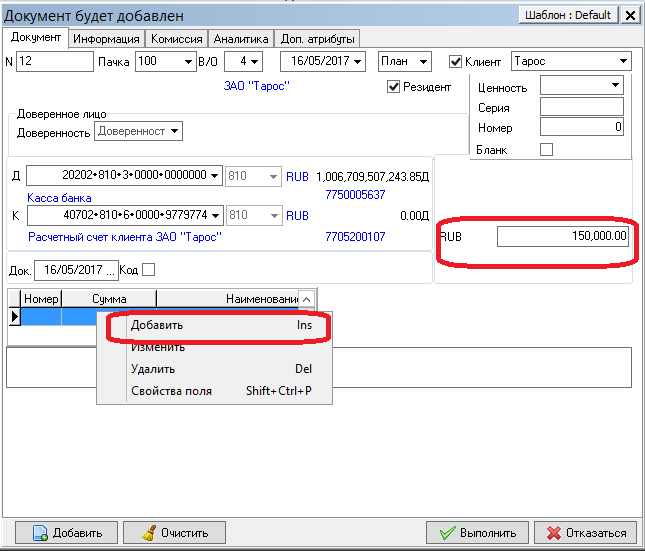 Документ будет добавлен Шаблон : Default
Документ Информация Комиссия Аналитика Доп. атрибуты
N 12 Пачка 100 В/О 4 16/05/2017 План Клиент Тарос
ЗАО "Тарос" Резидент Ценность
Серия
Доверенное лицо
Доверенность Доверенност Номер 0
Бланк
Д 20202*810*3*0000*0000000 810 RUB 1,006,709,507,243.85Д
Касса банка 7750005637
К 40702*810*6*0000*9779774 810 RUB 0.00Д
Расчетный счет клиента ЗАО "Тарос" 7705200107
RUB 150,000.00
Док. 16/05/2017 ... Код
Номер Сумма Наименование
Добавить Ins
Изменить
Удалить Del
Свойства поля Shift+Ctrl+P
Добавить Очистить Выполнить Отказаться